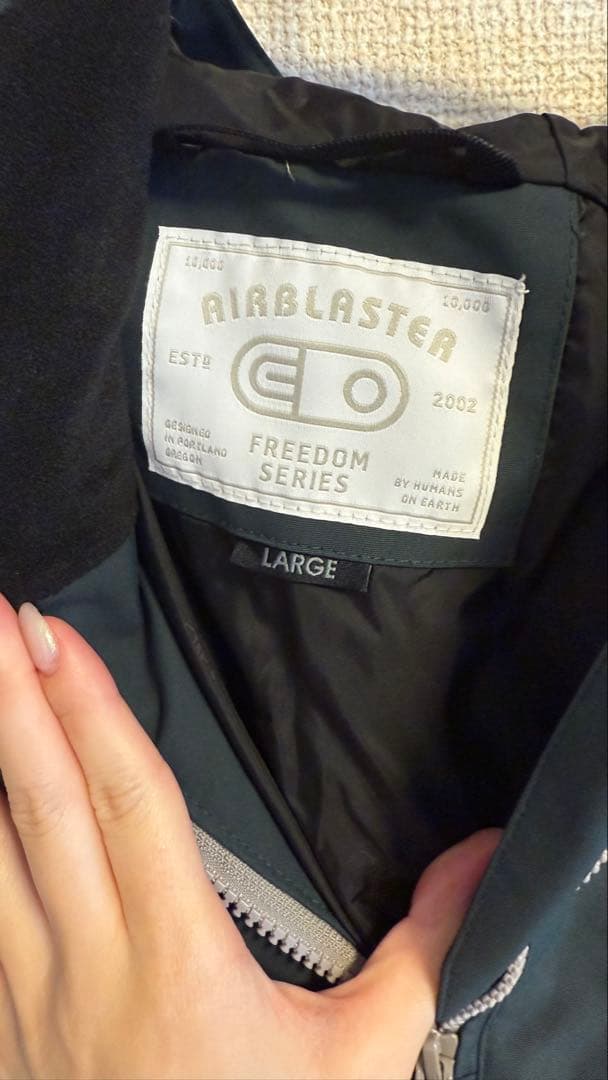 10,000
10,000
AIRBLASTER
ESTD
2002
FREEDOM
SERIES
DESIGNED
IN PORTLAND
OREGON
MADE
BY HUMANS
ON EARTH
LARGE